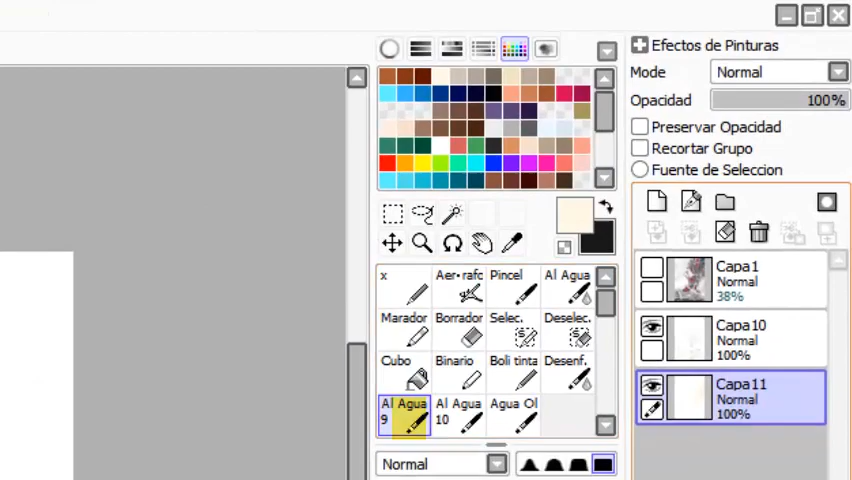 Efectos de Pinturas
Mode Normal
Opacidad 100%
Preservar Opacidad
Recortar Grupo
Fuente de Seleccion
x Aer•rafc Pincel Al Agua
Marador Borrador Selec. Deselec.
Cubo Binario Boli tinta Desenf.
Al Agua 9 Al Agua 10 Agua Ol
Normal
Capa1
Normal
38%
Capa10
Normal
100%
Capa11
Normal
100%